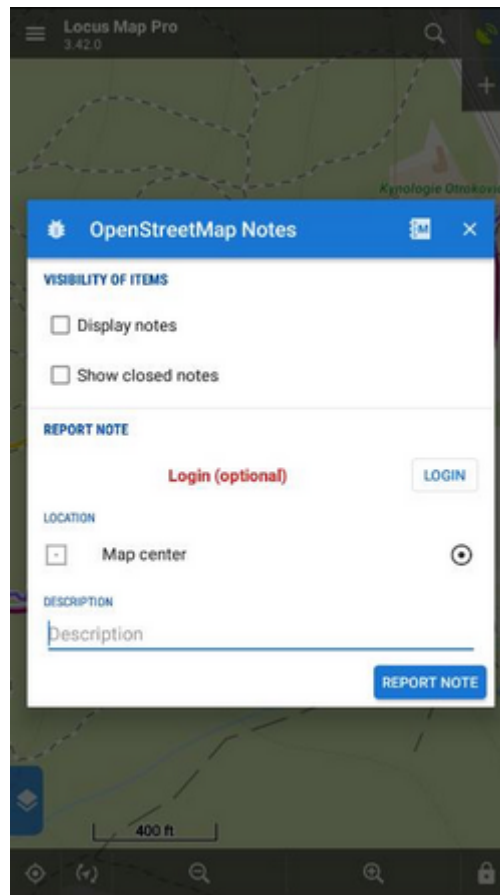 Locus Map Pro
3.42.0
Kynologie Otrokovice
OpenStreetMap Notes
VISIBILITY OF ITEMS
Display notes
Show closed notes
REPORT NOTE
Login (optional)
LOGIN
LOCATION
Map center
DESCRIPTION
Description
REPORT NOTE
400 ft